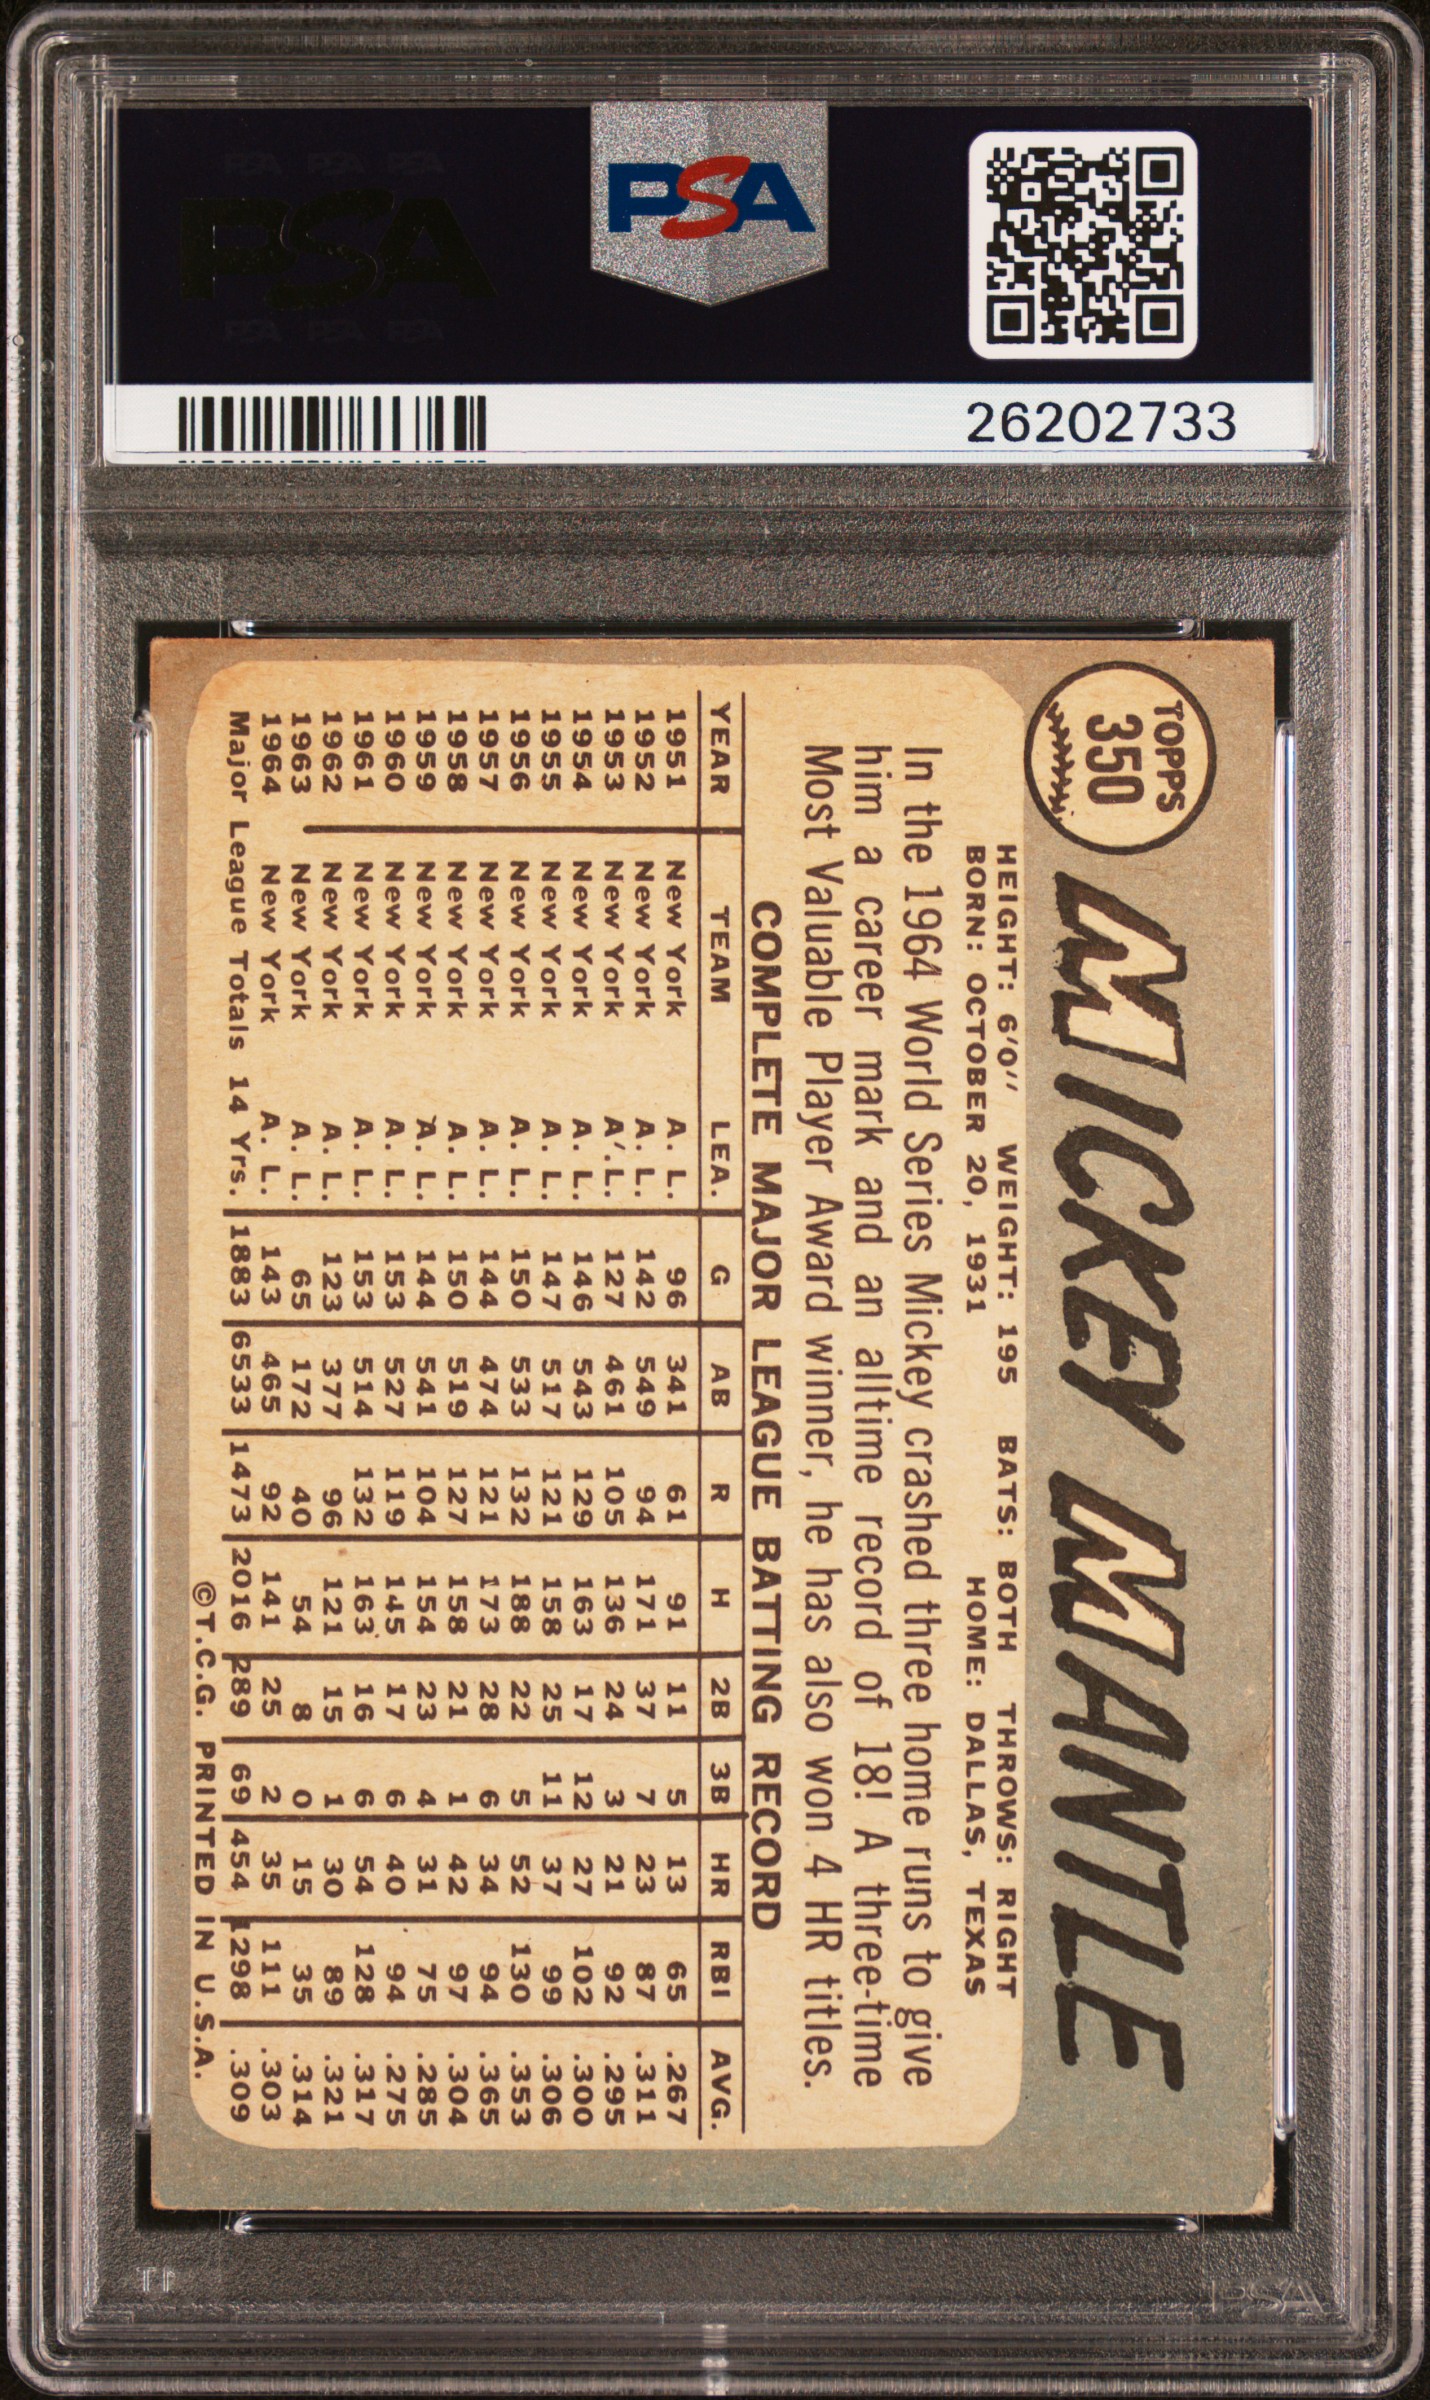 PSA PSA PSA
PSA
PSA PSA PSA
PSA
26202733
TOPPS
350
MICKEY MANTLE
HEIGHT: 6'0" WEIGHT: 195 BATS: BOTH THROWS: RIGHT
BORN: OCTOBER 20, 1931 HOME: DALLAS, TEXAS
In the 1964 World Series Mickey crashed three home runs to give
him a career mark and an alltime record of 18! A three-time
Most Valuable Player Award winner, he has also won 4 HR titles.
COMPLETE MAJOR LEAGUE BATTING RECORD
YEAR TEAM LEA. G AB R H 2B 3B HR RBI AVG.
1951 New York A. L. 96 341 61 91 11 5 13 65 .267
1952 New York A. L. 142 549 94 171 37 7 23 87 .311
1953 New York A. L. 127 461 105 136 24 3 21 92 .295
1954 New York A. L. 146 543 129 163 17 12 27 102 .300
1955 New York A. L. 147 517 121 158 25 11 37 99 .306
1956 New York A. L. 150 533 132 188 22 5 52 130 .353
1957 New York A. L. 144 474 121 173 28 6 34 94 .365
1958 New York A. L. 150 519 127 158 21 1 42 97 .304
1959 New York A. L. 144 541 104 154 23 4 31 75 .285
1960 New York A. L. 153 527 119 145 17 6 40 94 .275
1961 New York A. L. 153 514 132 163 16 6 54 128 .317
1962 New York A. L. 123 377 96 121 15 1 30 89 .321
1963 New York A. L. 65 172 40 54 8 0 15 35 .314
1964 New York A. L. 143 465 92 141 25 2 35 111 .303
Major League Totals 14 Yrs. 1883 6533 1473 2016 289 69 454 1298 .309
©T.C.G. PRINTED IN U.S.A.
PSA